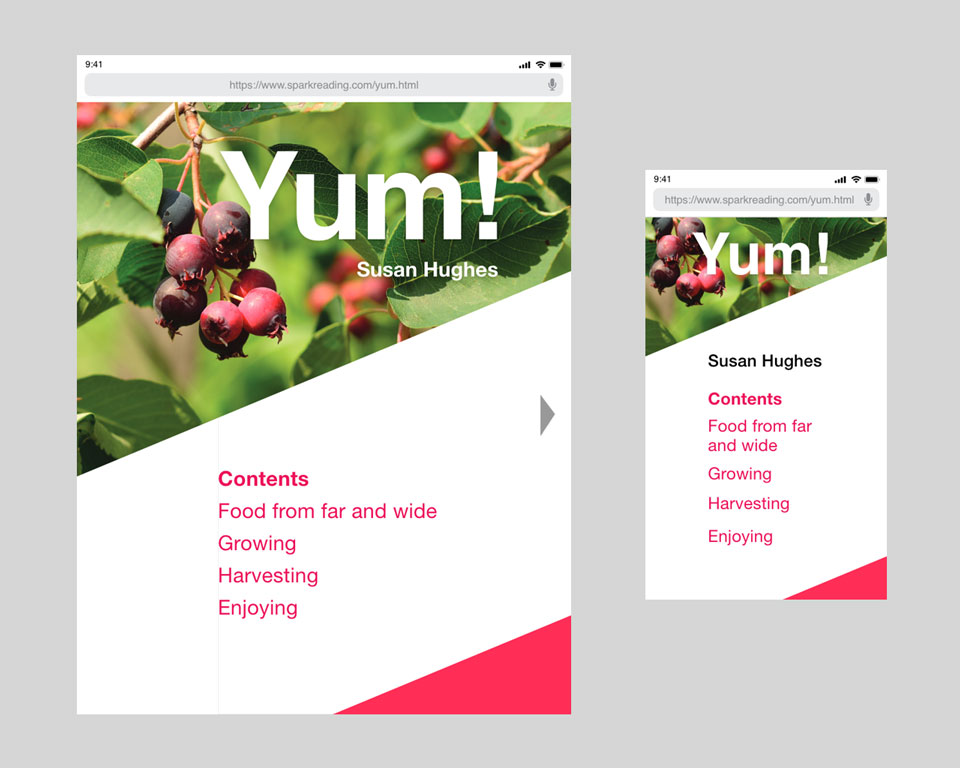 9:41
https://www.sparkreading.com/yum.html
Yum!
Susan Hughes
Contents
Food from far and wide
Growing
Harvesting
Enjoying
9:41
https://www.sparkreading.com/yum.html
Yum!
Susan Hughes
Contents
Food from far
and wide
Growing
Harvesting
Enjoying